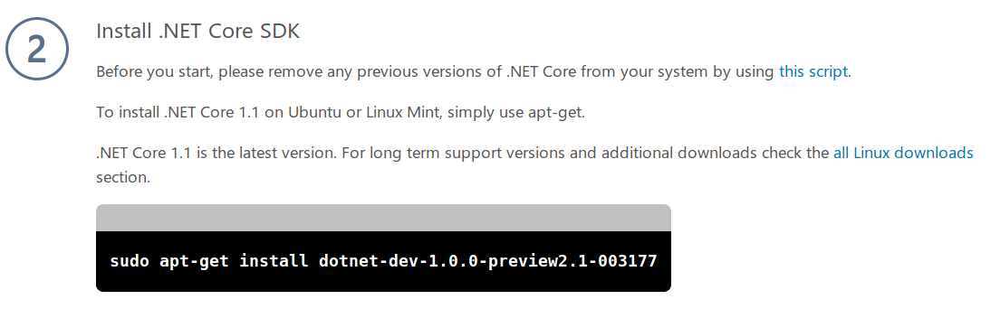 2
Install .NET Core SDK
Before you start, please remove any previous versions of .NET Core from your system by using this script.
To install .NET Core 1.1 on Ubuntu or Linux Mint, simply use apt-get.
.NET Core 1.1 is the latest version. For long term support versions and additional downloads check the all Linux downloads
section.
sudo apt-get install dotnet-dev-1.0.0-preview2.1-003177